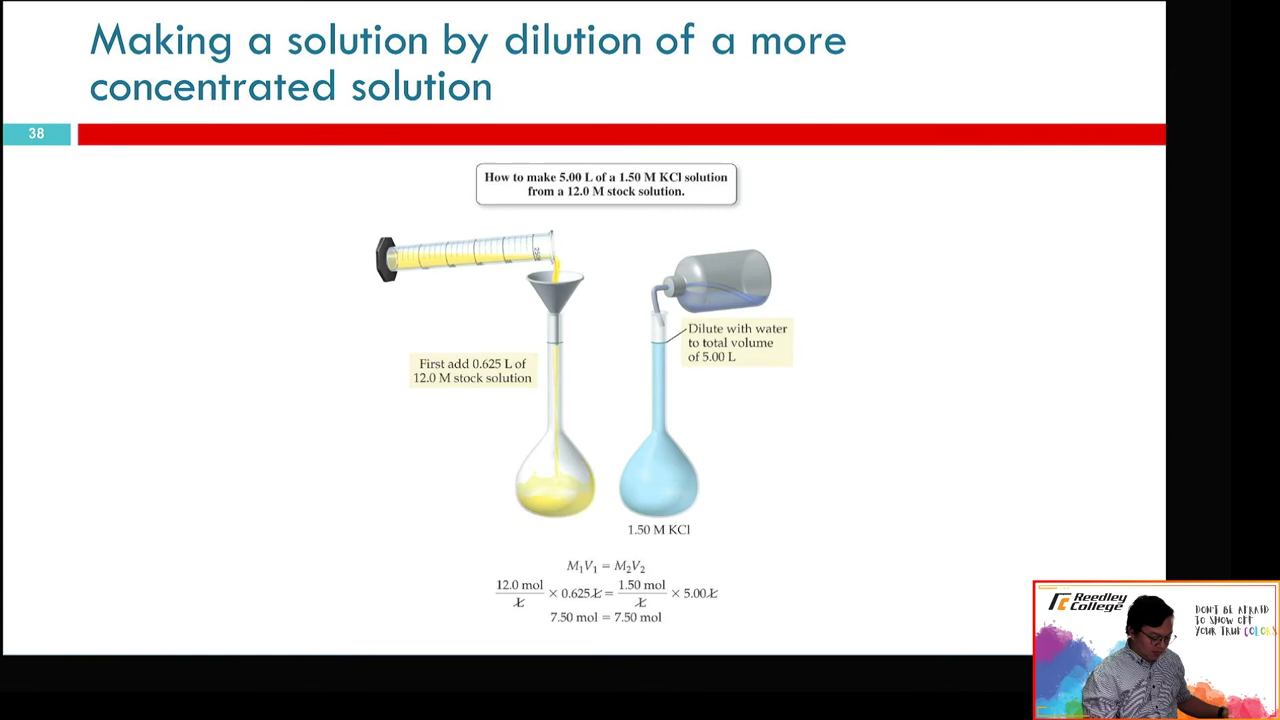 Making a solution by dilution of a more
concentrated solution
38
How to make 5.00 L of a 1.50 M KCl solution
from a 12.0 M stock solution.
First add 0.625 L of
12.0 M stock solution
Dilute with water
to total volume
of 5.00 L
1.50 M KCl
M₁V₁ = M₂V₂
12.0 mol / L × 0.625 L = 1.50 mol / L × 5.00 L
7.50 mol = 7.50 mol
Reedley
College
DON'T BE AFRAID
TO SHOW OFF
YOUR TRUE COLORS